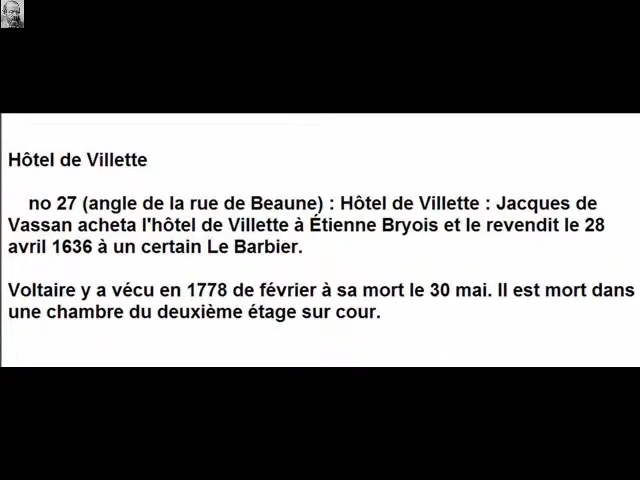 Hôtel de Villette
no 27 (angle de la rue de Beaune) : Hôtel de Villette : Jacques de
Vassan acheta l'hôtel de Villette à Étienne Bryois et le revendit le 28
avril 1636 à un certain Le Barbier.
Voltaire y a vécu en 1778 de février à sa mort le 30 mai. Il est mort dans
une chambre du deuxième étage sur cour.